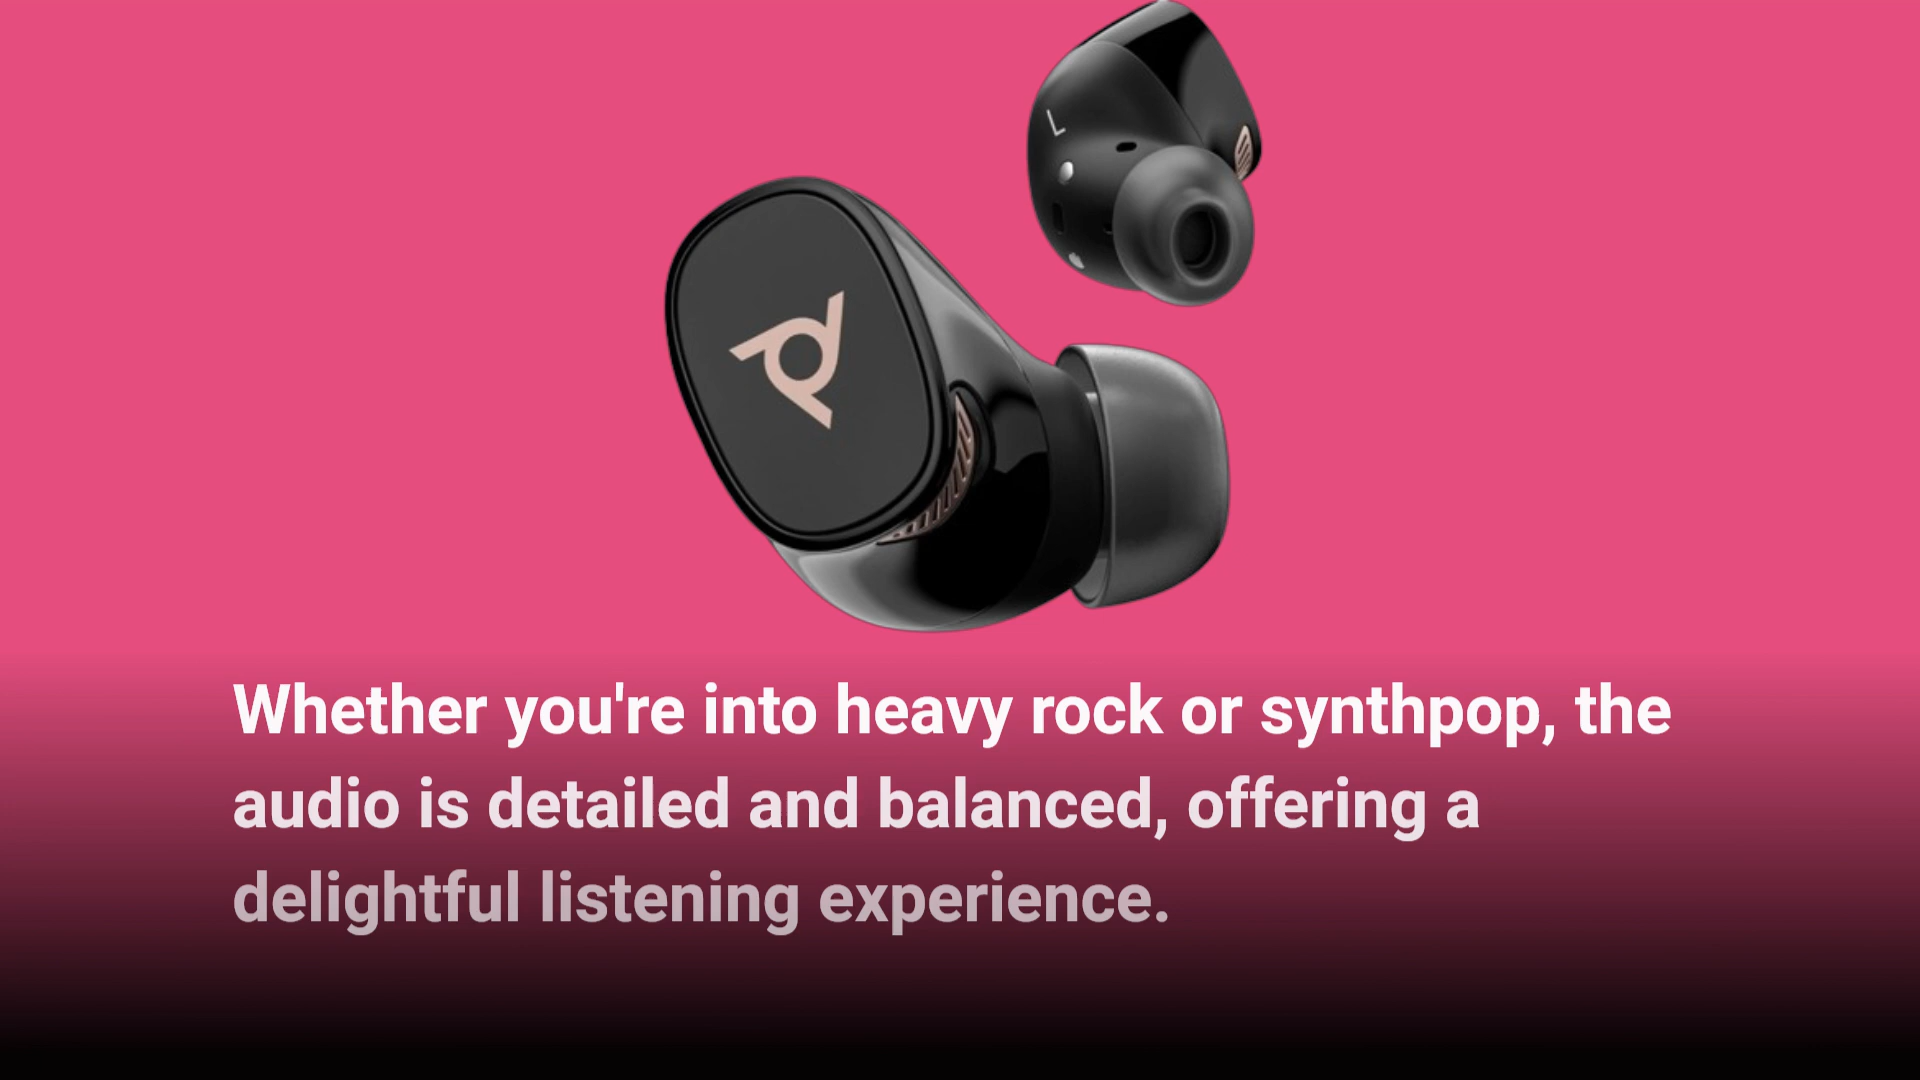 L
Whether you're into heavy rock or synthpop, the
audio is detailed and balanced, offering a
delightful listening experience.